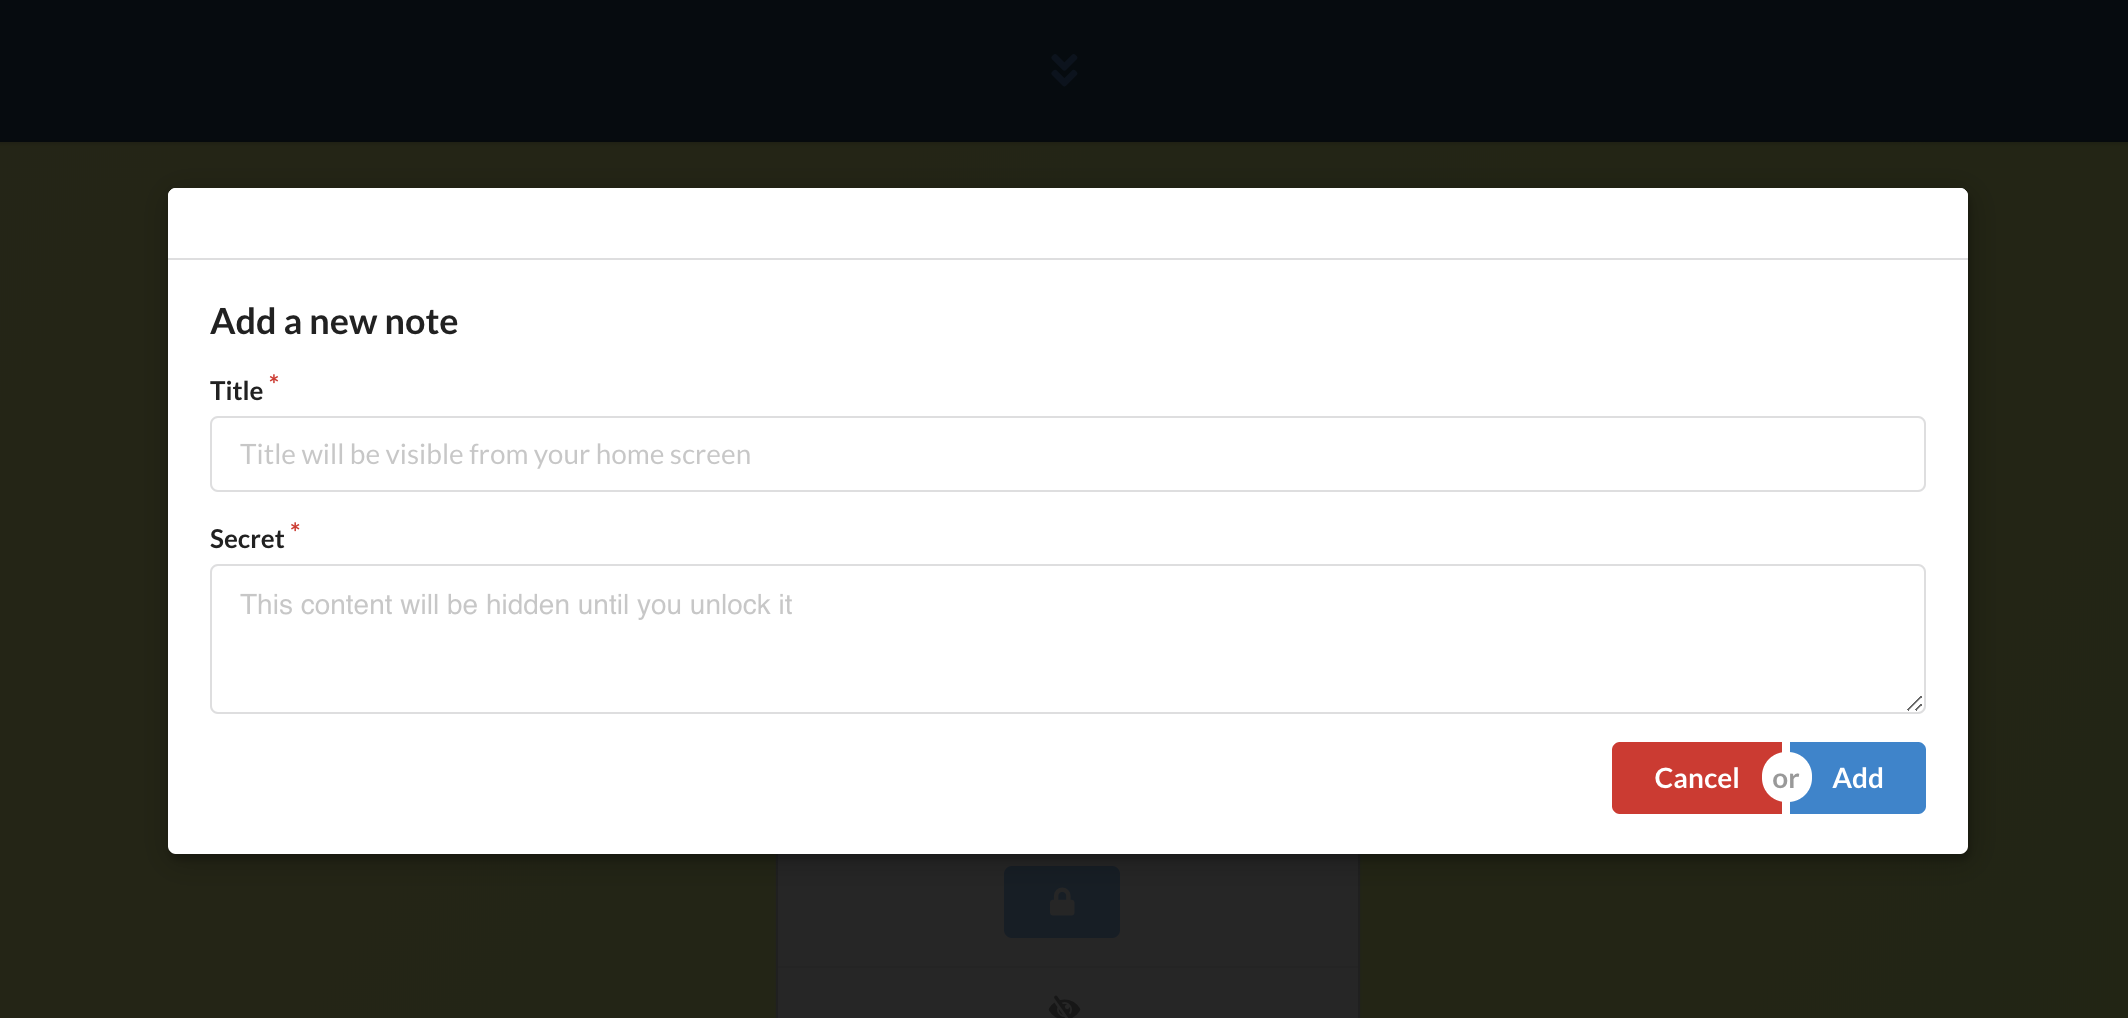 Add a new note
Title *
Title will be visible from your home screen
Secret *
This content will be hidden until you unlock it
Cancel or Add